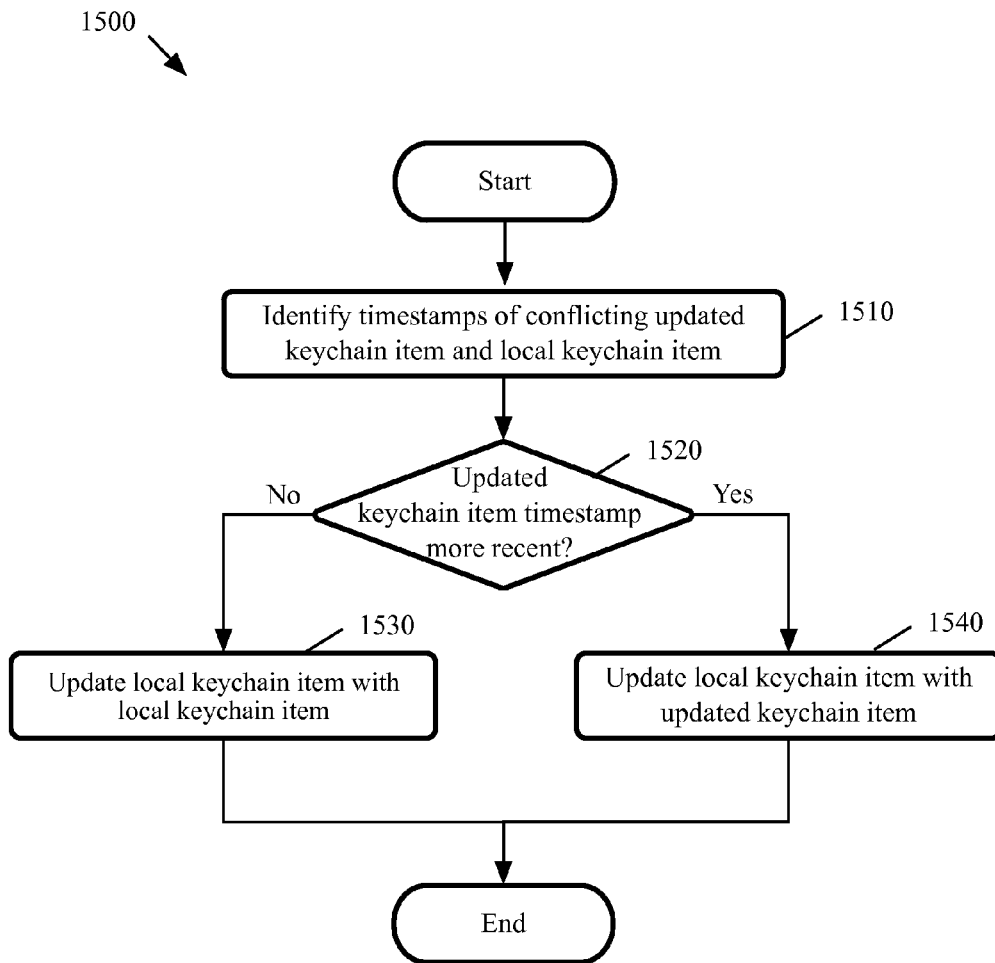 1500
Start
Identify timestamps of conflicting updated
keychain item and local keychain item
1510
1520
Updated
keychain item timestamp
more recent?
No
Yes
1530
Update local keychain item with
local keychain item
1540
Update local keychain item with
updated keychain item
End